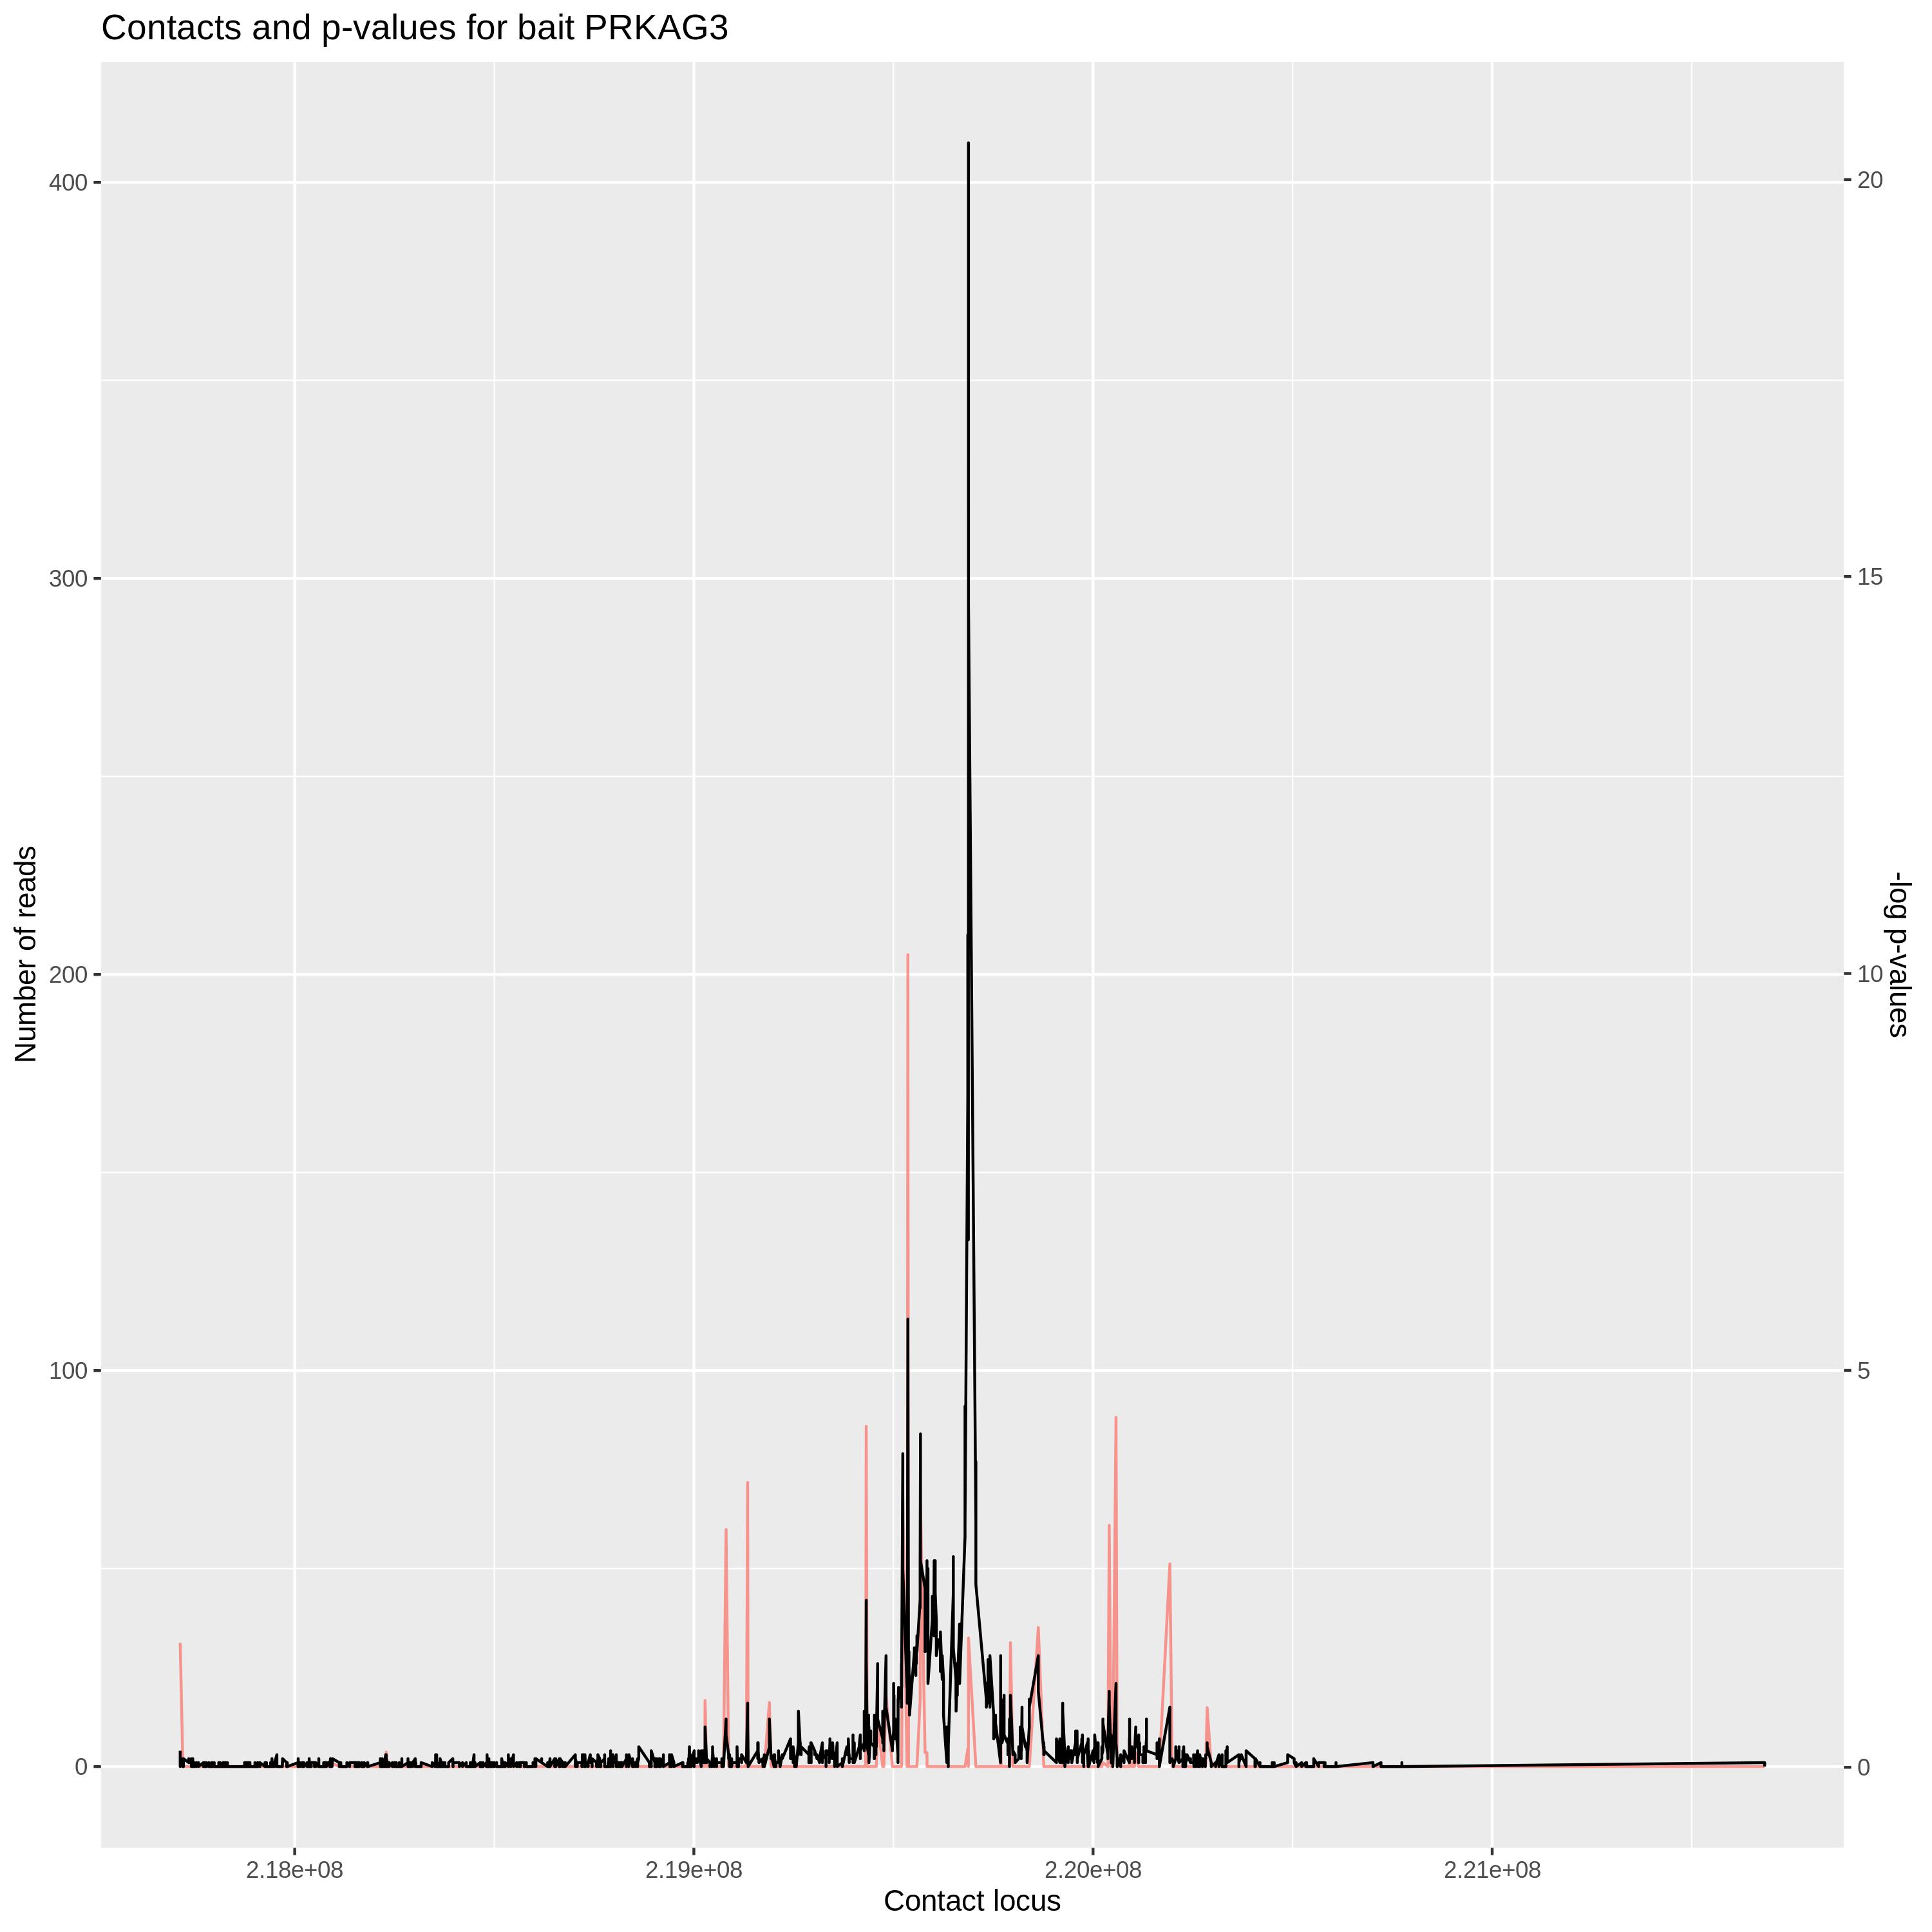 Contacts and p-values for bait PRKAG3
400
300
200
100
0
Number of reads
20
15
10
5
0
-log p-values
2.18e+08
2.19e+08
2.20e+08
2.21e+08
Contact locus